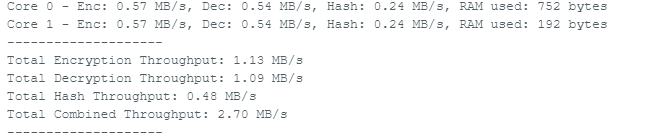 Core 0 - Enc: 0.57 MB/s, Dec: 0.54 MB/s, Hash: 0.24 MB/s, RAM used: 752 bytes
Core 1 - Enc: 0.57 MB/s, Dec: 0.54 MB/s, Hash: 0.24 MB/s, RAM used: 192 bytes
--------------------
Total Encryption Throughput: 1.13 MB/s
Total Decryption Throughput: 1.09 MB/s
Total Hash Throughput: 0.48 MB/s
Total Combined Throughput: 2.70 MB/s
--------------------